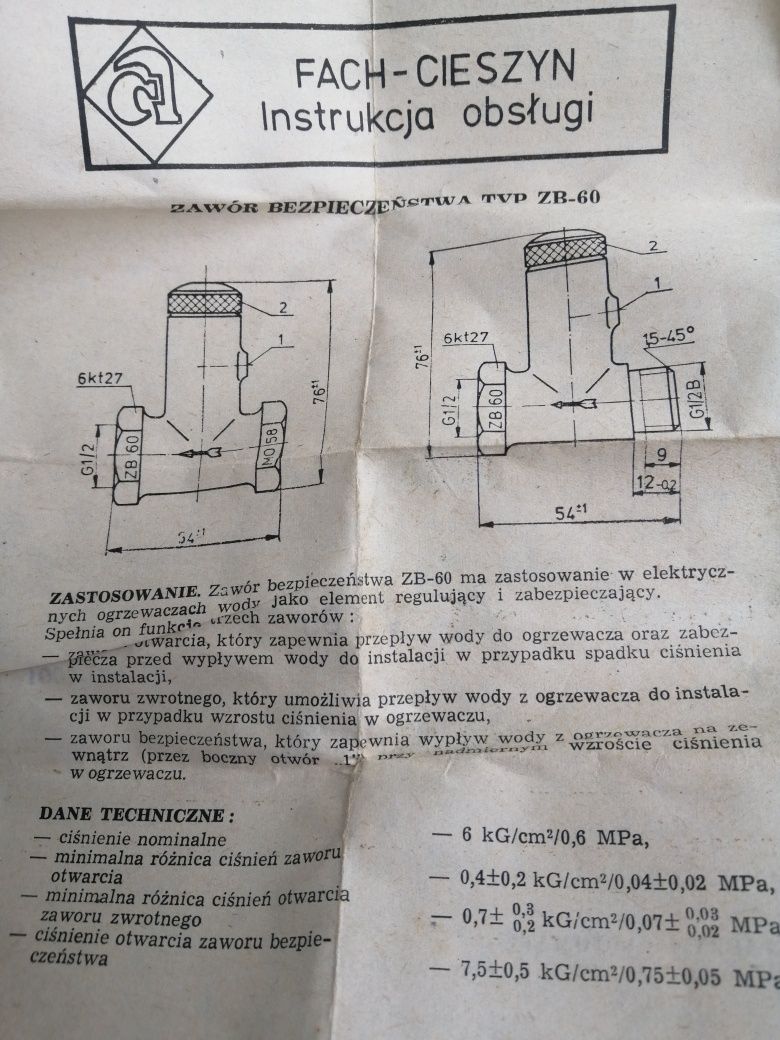 FACH-CIESZYN
Instrukcja obsługi
ZAWÓR BEZPIECZEŃSTWA TYP ZB-60
2
1
6kt27
76±1
G1/2
ZB 60
MO 58
54±1
2
1
6kt27
1,5-45°
76±1
G1/2
ZB 60
G1/2B
9
12-0,2
54±1
ZASTOSOWANIE. Zawór bezpieczeństwa ZB-60 ma zastosowanie w elektrycz-
nych ogrzewaczach wody jako element regulujący i zabezpieczający.
Spełnia on funkcje trzech zaworów :
— otwarcia, który zapewnia przepływ wody do ogrzewacza oraz zabez-
piecza przed wypływem wody do instalacji w przypadku spadku ciśnienia
w instalacji,
— zaworu zwrotnego, który umożliwia przepływ wody z ogrzewacza do instala-
cji w przypadku wzrostu ciśnienia w ogrzewaczu,
— zaworu bezpieczeństwa, który zapewnia wypływ wody z ogrzewacza na ze-
wnątrz (przez boczny otwór „1") przy nadmiernym wzroście ciśnienia
w ogrzewaczu.
DANE TECHNICZNE :
— ciśnienie nominalne — 6 kG/cm²/0,6 MPa,
— minimalna różnica ciśnień zaworu
otwarcia — 0,4±0,2 kG/cm²/0,04±0,02 MPa,
— minimalna różnica ciśnień otwarcia
zaworu zwrotnego — 0,7± 0,3 0,2 kG/cm²/0,07± 0,03 0,02 MPa
— ciśnienie otwarcia zaworu bezpie-
czeństwa — 7,5±0,5 kG/cm²/0,75±0,05 MPa